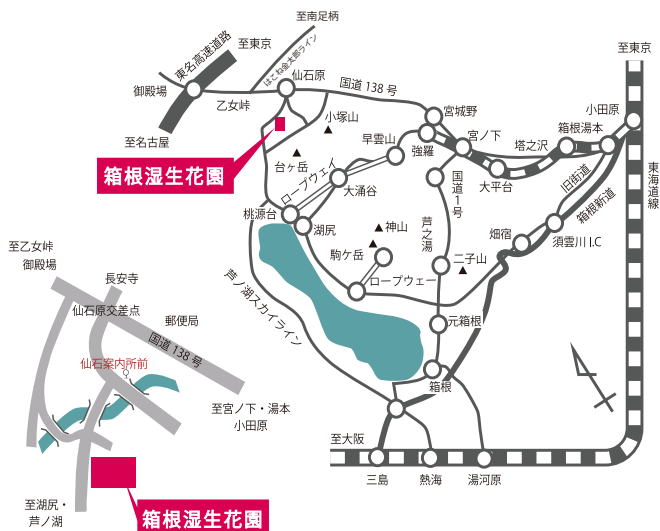 至南足柄
至東京
東名高速道路
はこね金太郎ライン
至東京
御殿場
仙石原
国道138号
乙女峠
小田原
宮城野
小塚山
早雲山
宮ノ下
塔之沢
箱根湯本
至名古屋
強羅
台ヶ岳
箱根湿生花園
ロープウェイ
大涌谷
大平台
旧街道
東海道線
国道1号
箱根新道
桃源台
湖尻
神山
芦之湯
畑宿
須雲川I.C
駒ケ岳
二子山
ロープウェー
至乙女峠
御殿場
長安寺
芦ノ湖スカイライン
仙石原交差点
郵便局
元箱根
国道138号
仙石案内所前
箱根
至宮ノ下・湯本
小田原
至大阪
三島
熱海
湯河原
至湖尻・
芦ノ湖
箱根湿生花園